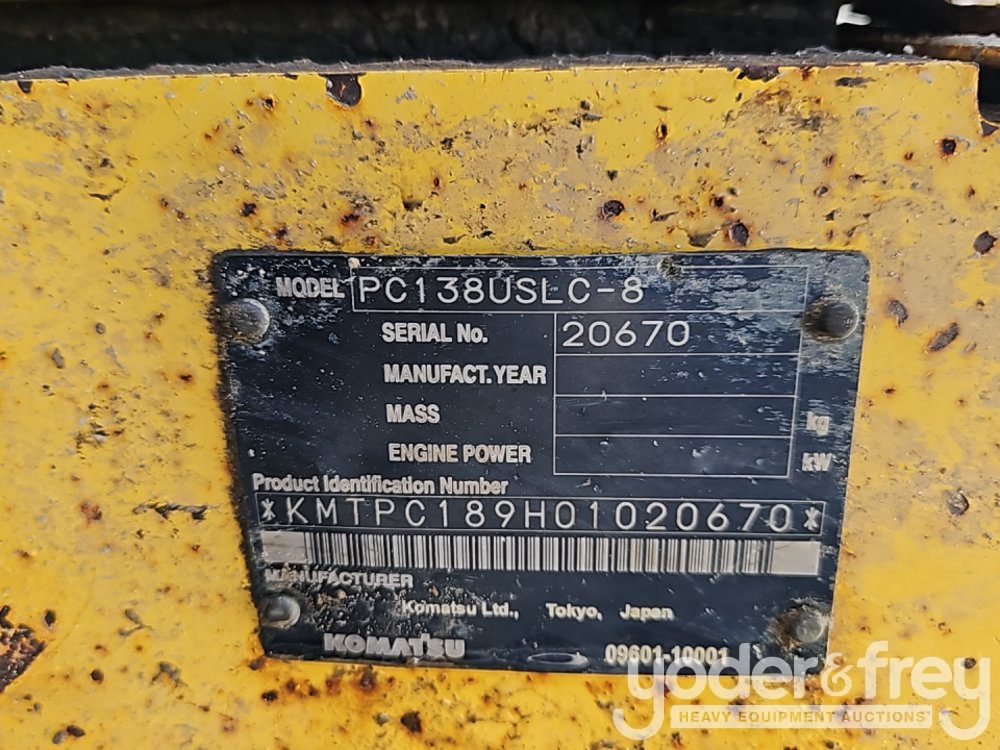 MODEL PC138USLC-8
SERIAL No. 20670
MANUFACT. YEAR
MASS kg
ENGINE POWER kW
Product Identification Number
*KMTPC189H01020670*
MANUFACTURER
Komatsu Ltd., Tokyo, Japan
KOMATSU 09601-10001
yoder&frey
HEAVY EQUIPMENT AUCTIONS